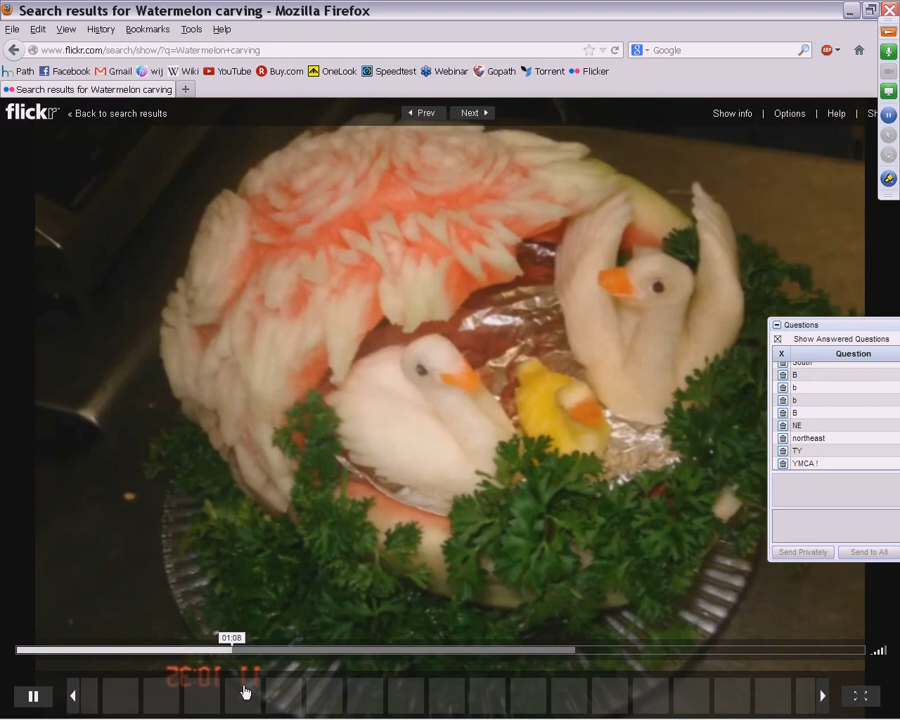 Search results for Watermelon carving - Mozilla Firefox
File Edit View History Bookmarks Tools Help
www.flickr.com/search/show/?q=Watermelon+carving
Google
ABP
Path Facebook Gmail wij Wiki YouTube Buy.com OneLook Speedtest Webinar Gopath Torrent Flicker
Search results for Watermelon carving
flickr « Back to search results Prev Next Show info | Options | Help | Sh
Questions
Show Answered Questions
X Question
South
B
b
b
B
NE
northeast
TY
YMCA !
Send Privately Send to All
01:08